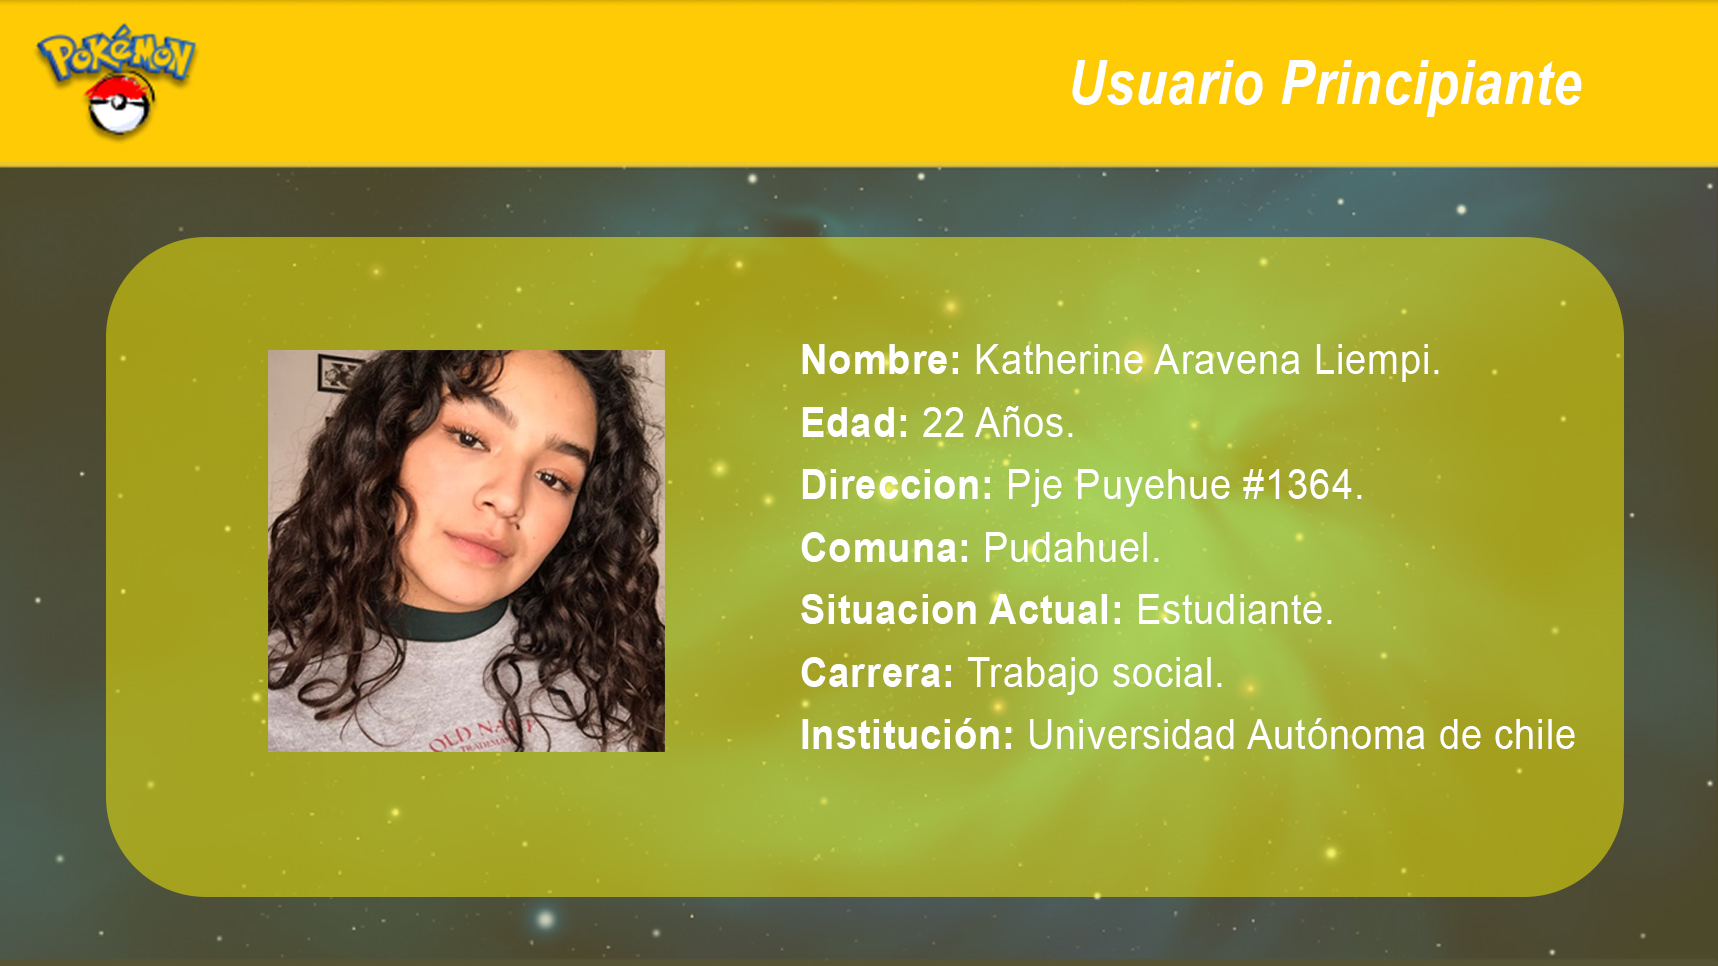 POKéMON
Usuario Principiante
Nombre: Katherine Aravena Liempi.
Edad: 22 Años.
Direccion: Pje Puyehue #1364.
Comuna: Pudahuel.
Situacion Actual: Estudiante.
Carrera: Trabajo social.
Institución: Universidad Autónoma de chile
OLD NAVY